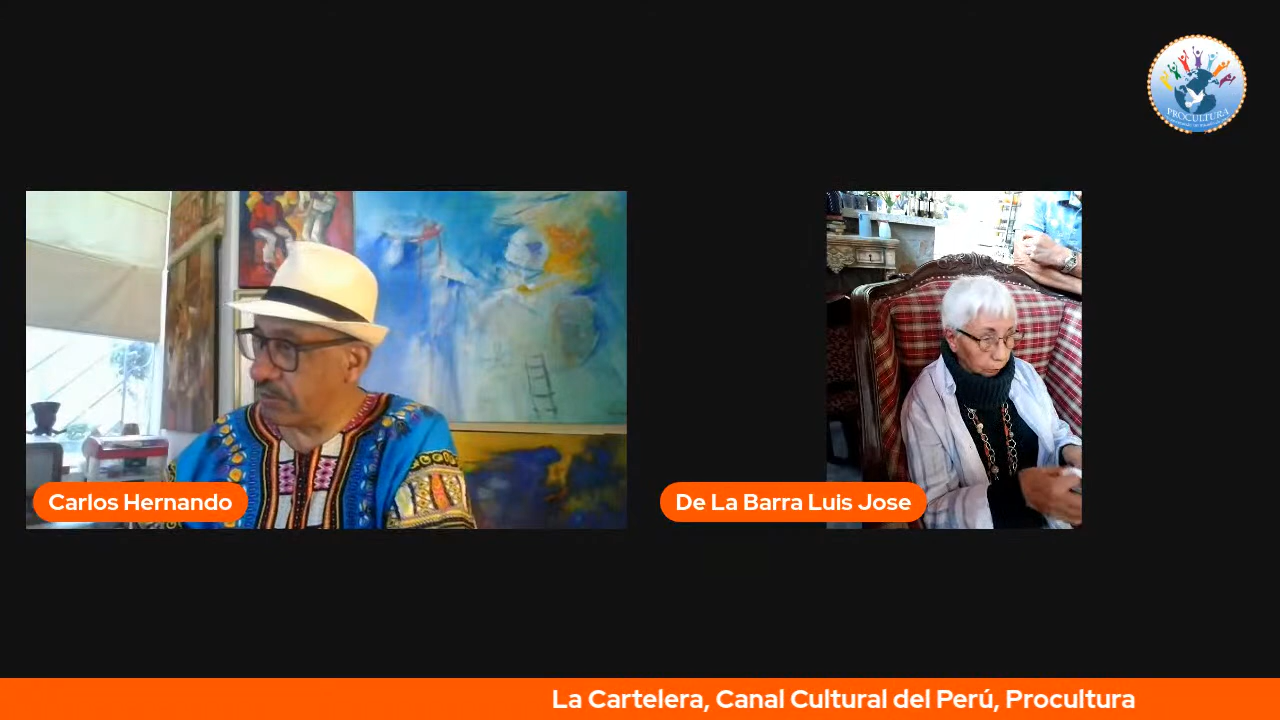 PROCULTURA
Carlos Hernando
De La Barra Luis Jose
La Cartelera, Canal Cultural del Perú, Procultura